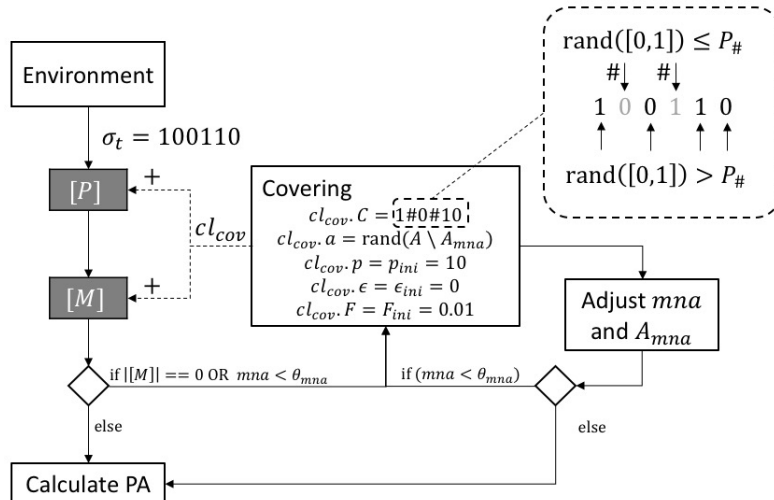 Environment
σ_t = 100110
[P]
+
cl_cov
[M]
+
Covering
cl_cov.C = 1#0#10
cl_cov.a = rand(A \ A_mna)
cl_cov.p = p_ini = 10
cl_cov.ϵ = ϵ_ini = 0
cl_cov.F = F_ini = 0.01
rand([0,1]) ≤ P_#
# #
1 0 0 1 1 0
rand([0,1]) > P_#
Adjust mna
and A_mna
if |[M]| == 0 OR mna < θ_mna
if (mna < θ_mna)
else
else
Calculate PA